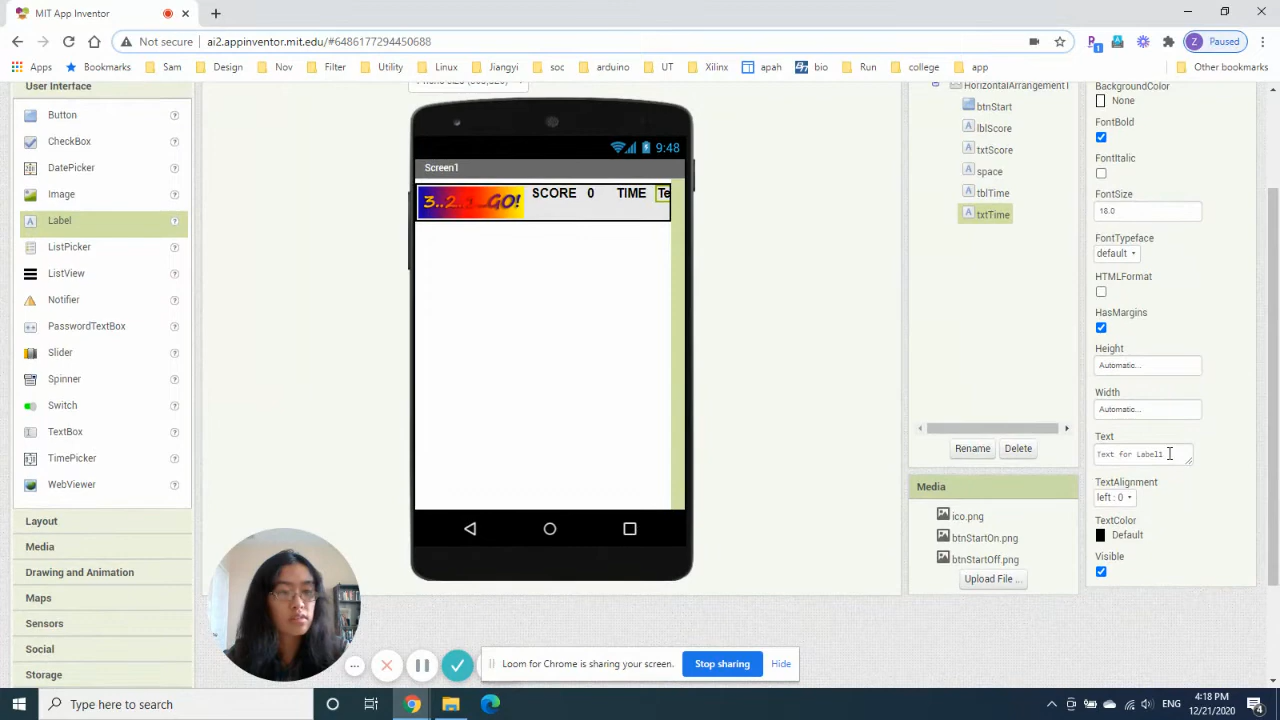 MIT App Inventor
Not secure ai2.appinventor.mit.edu/#6486177294450688
1
Z Paused
Apps Bookmarks Sam Design Nov Filter Utility Linux Jiangyi soc arduino UT Xilinx apah bio Run college app Other bookmarks
User Interface
Button
CheckBox
DatePicker
Image
Label
ListPicker
ListView
Notifier
PasswordTextBox
Slider
Spinner
Switch
TextBox
TimePicker
WebViewer
Layout
Media
Drawing and Animation
Maps
Sensors
Social
Storage
9:48
Screen1
3..2..1..GO! SCORE 0 TIME Te
HorizontalArrangement1
btnStart
lblScore
txtScore
space
tblTime
txtTime
Rename Delete
Media
ico.png
btnStartOn.png
btnStartOff.png
Upload File ...
BackgroundColor
None
FontBold
FontItalic
FontSize
18.0
FontTypeface
default
HTMLFormat
HasMargins
Height
Automatic...
Width
Automatic...
Text
Text for Label1
TextAlignment
left : 0
TextColor
Default
Visible
Loom for Chrome is sharing your screen. Stop sharing Hide
Type here to search
ENG
4:18 PM
12/21/2020
4